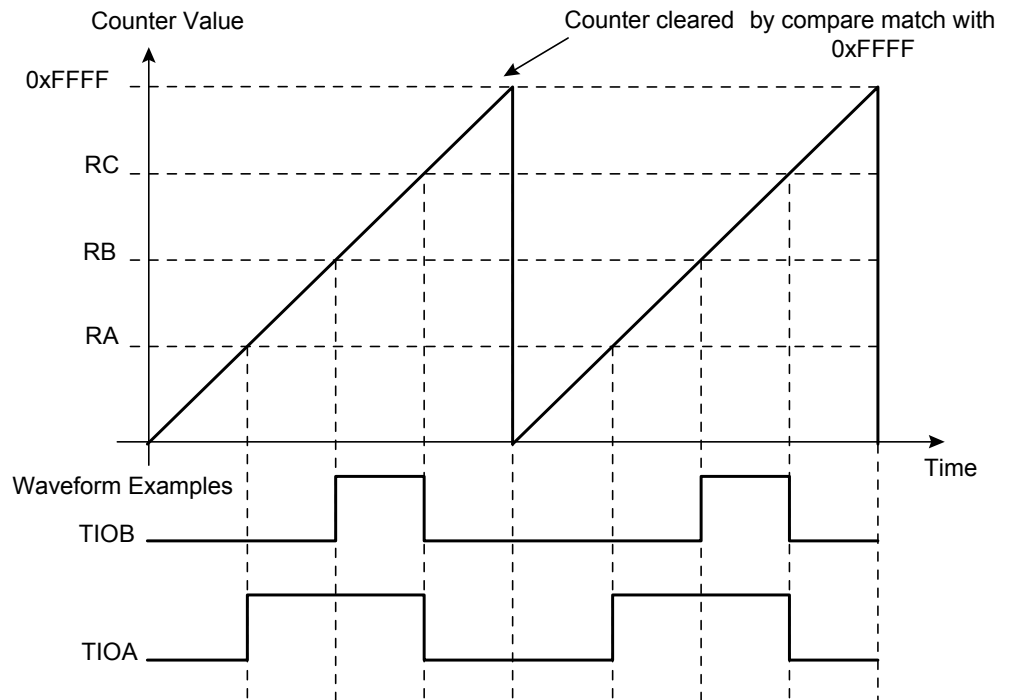 Counter Value
Counter cleared by compare match with
0xFFFF
0xFFFF
RC
RB
RA
Time
Waveform Examples
TIOB
TIOA